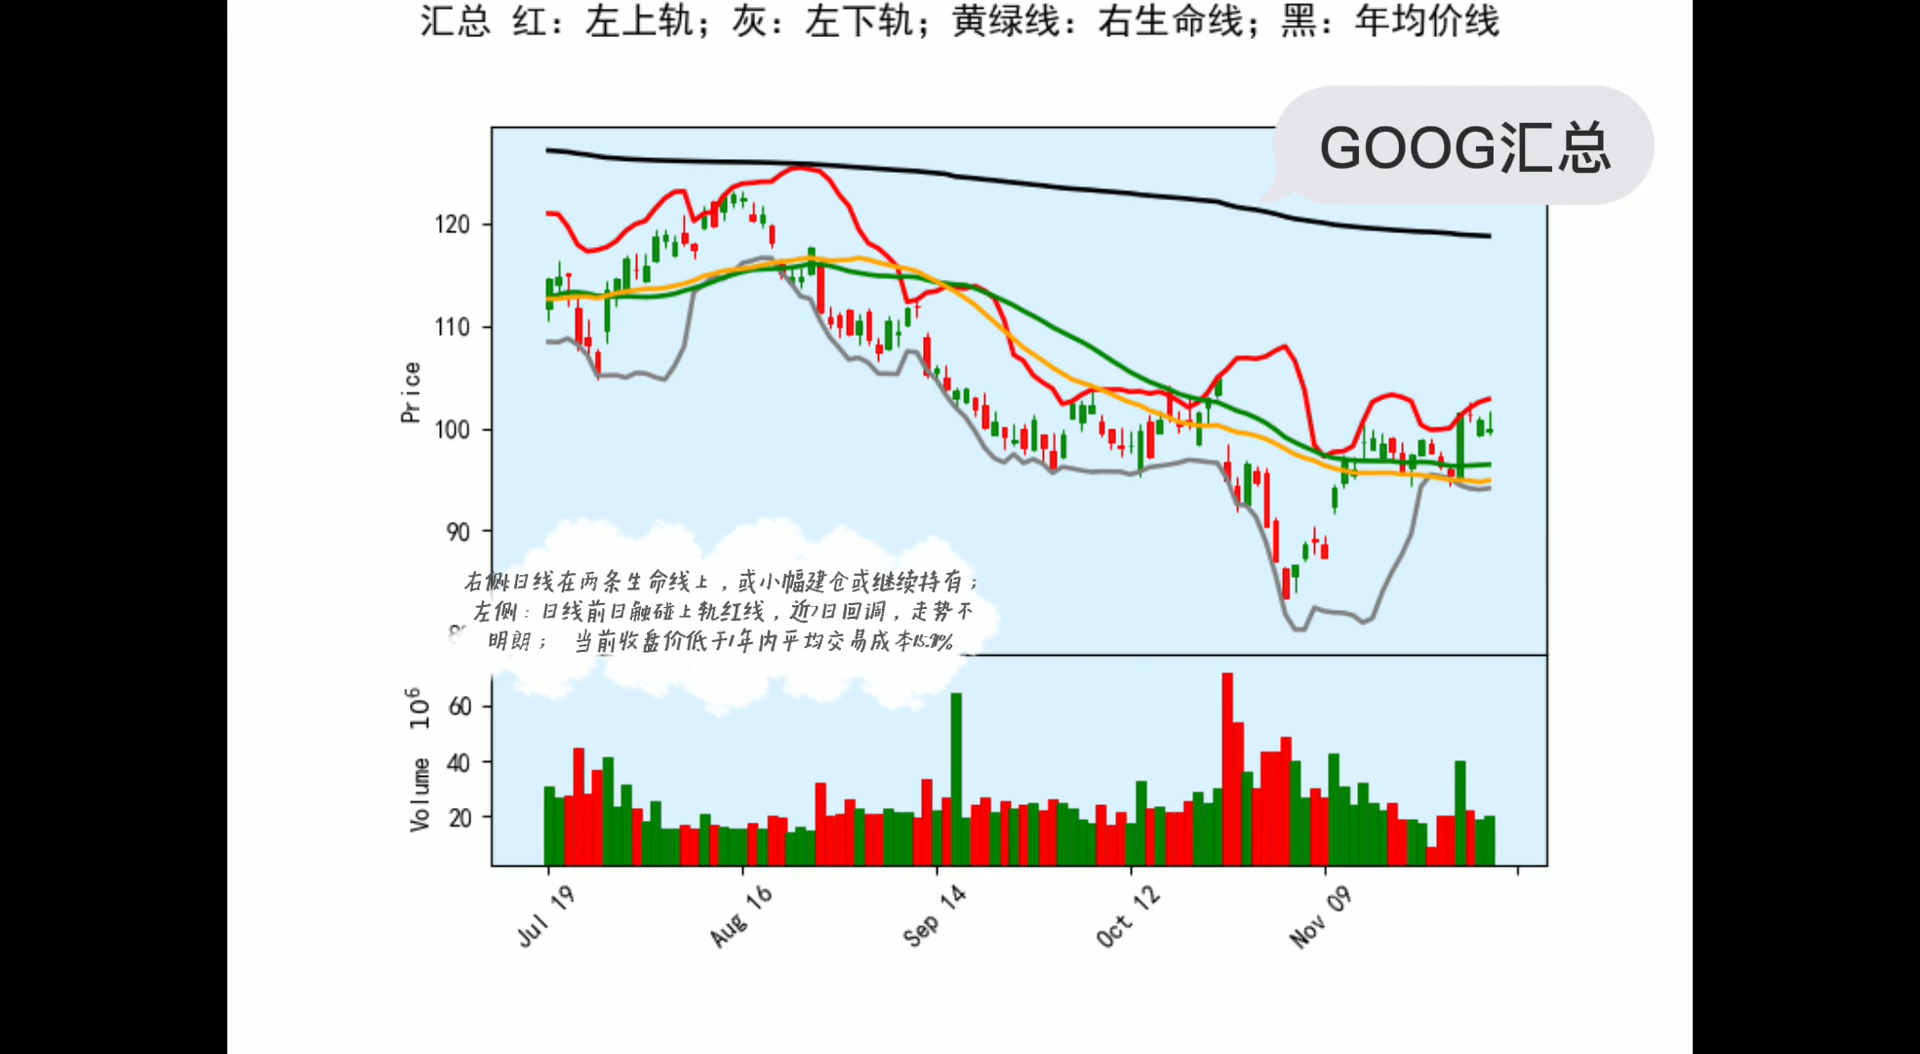 汇总 红：左上轨；灰：左下轨；黄绿线：右生命线；黑：年均价线
GOOG汇总
120
110
100
90
Price
右侧:日线在两条生命线上，或小幅建仓或继续持有；
左侧：日线前日触碰上轨红线，近7日回调，走势不
明朗； 当前收盘价低于1年内平均交易成本
60
40
20
Volume 10⁶
Jul 19
Aug 16
Sep 14
Oct 12
Nov 09